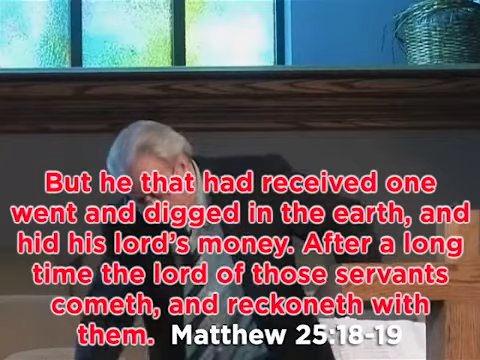 But he that had received one
went and digged in the earth, and
hid his lord's money. After a long
time the lord of those servants
cometh, and reckoneth with
them. Matthew 25:18-19